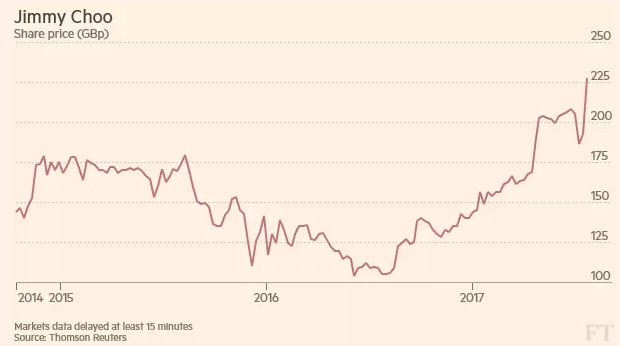 Jimmy Choo
Share price (GBp)
250
225
200
175
150
125
100
2014 2015 2016 2017
Markets data delayed at least 15 minutes
Source: Thomson Reuters
FT